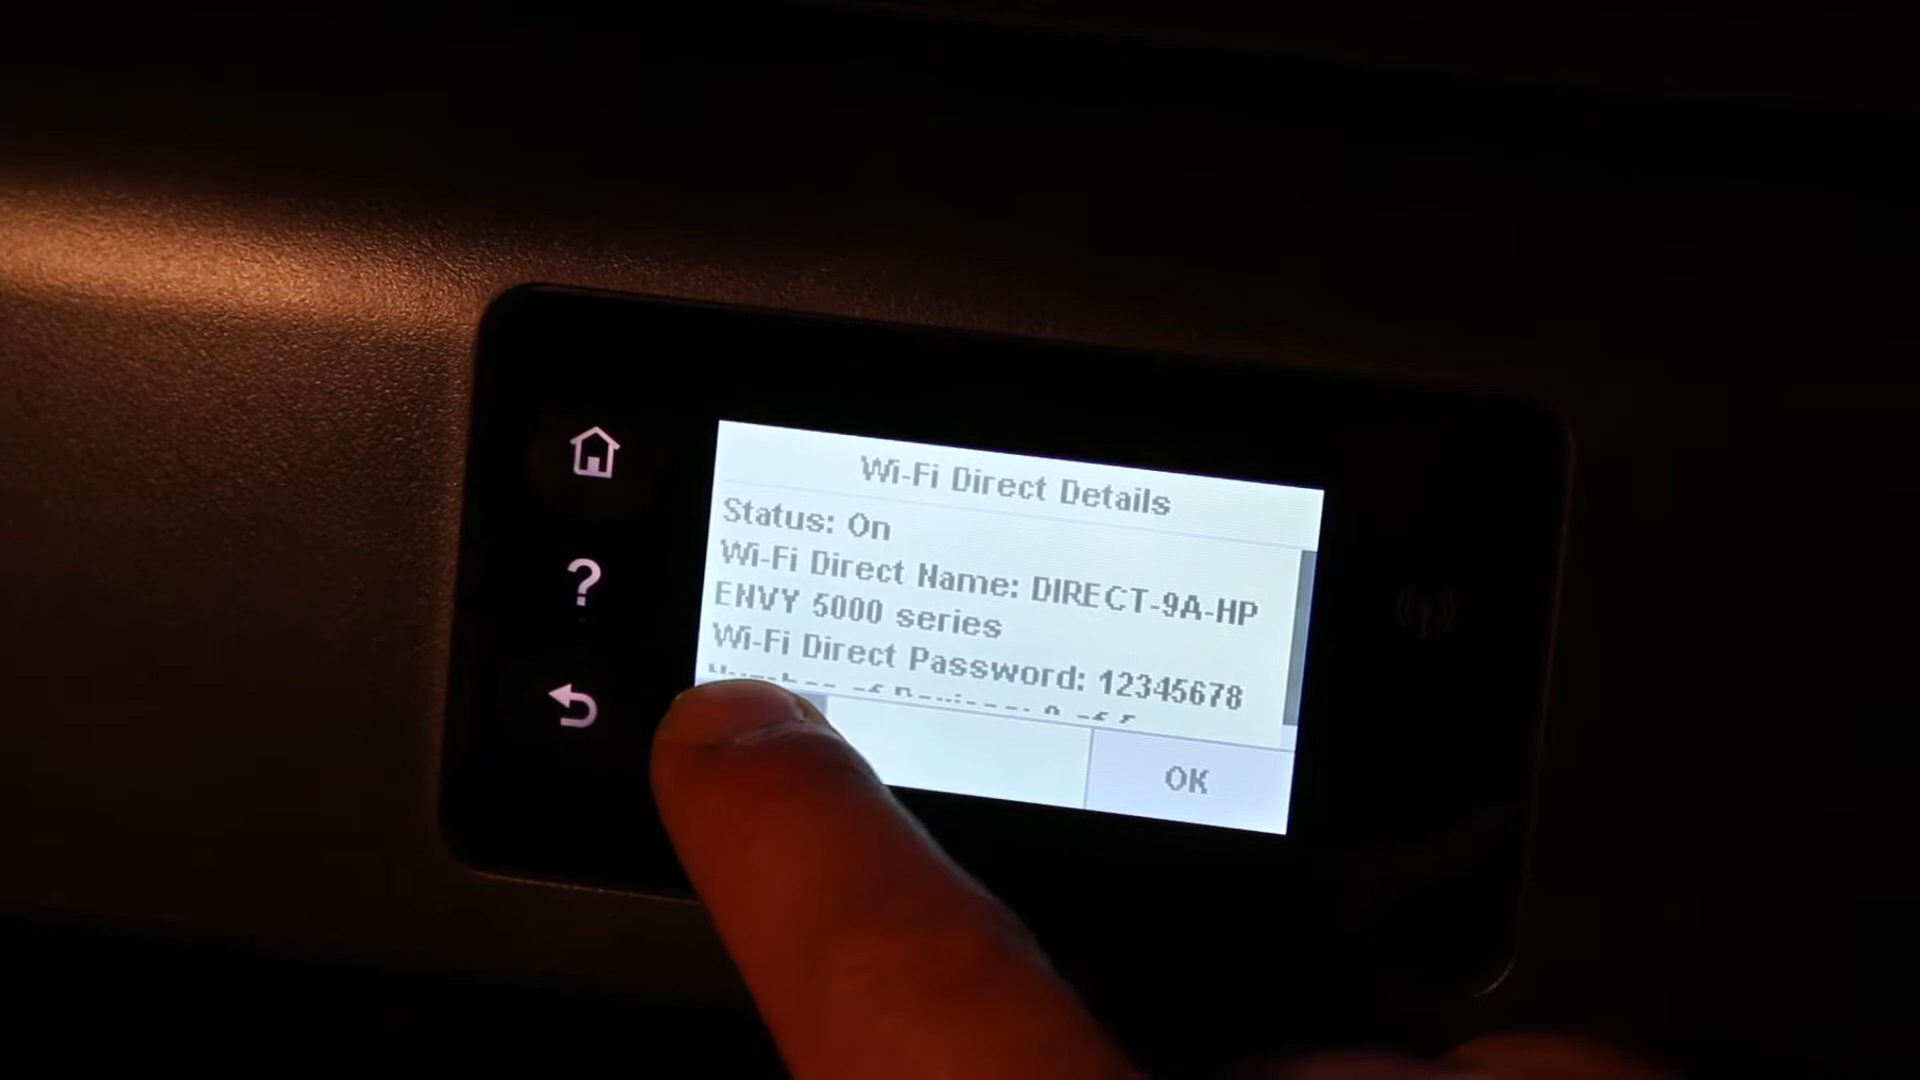 Wi-Fi Direct Details
Status: On
Wi-Fi Direct Name: DIRECT-9A-HP
ENVY 5000 series
Wi-Fi Direct Password: 12345678
OK